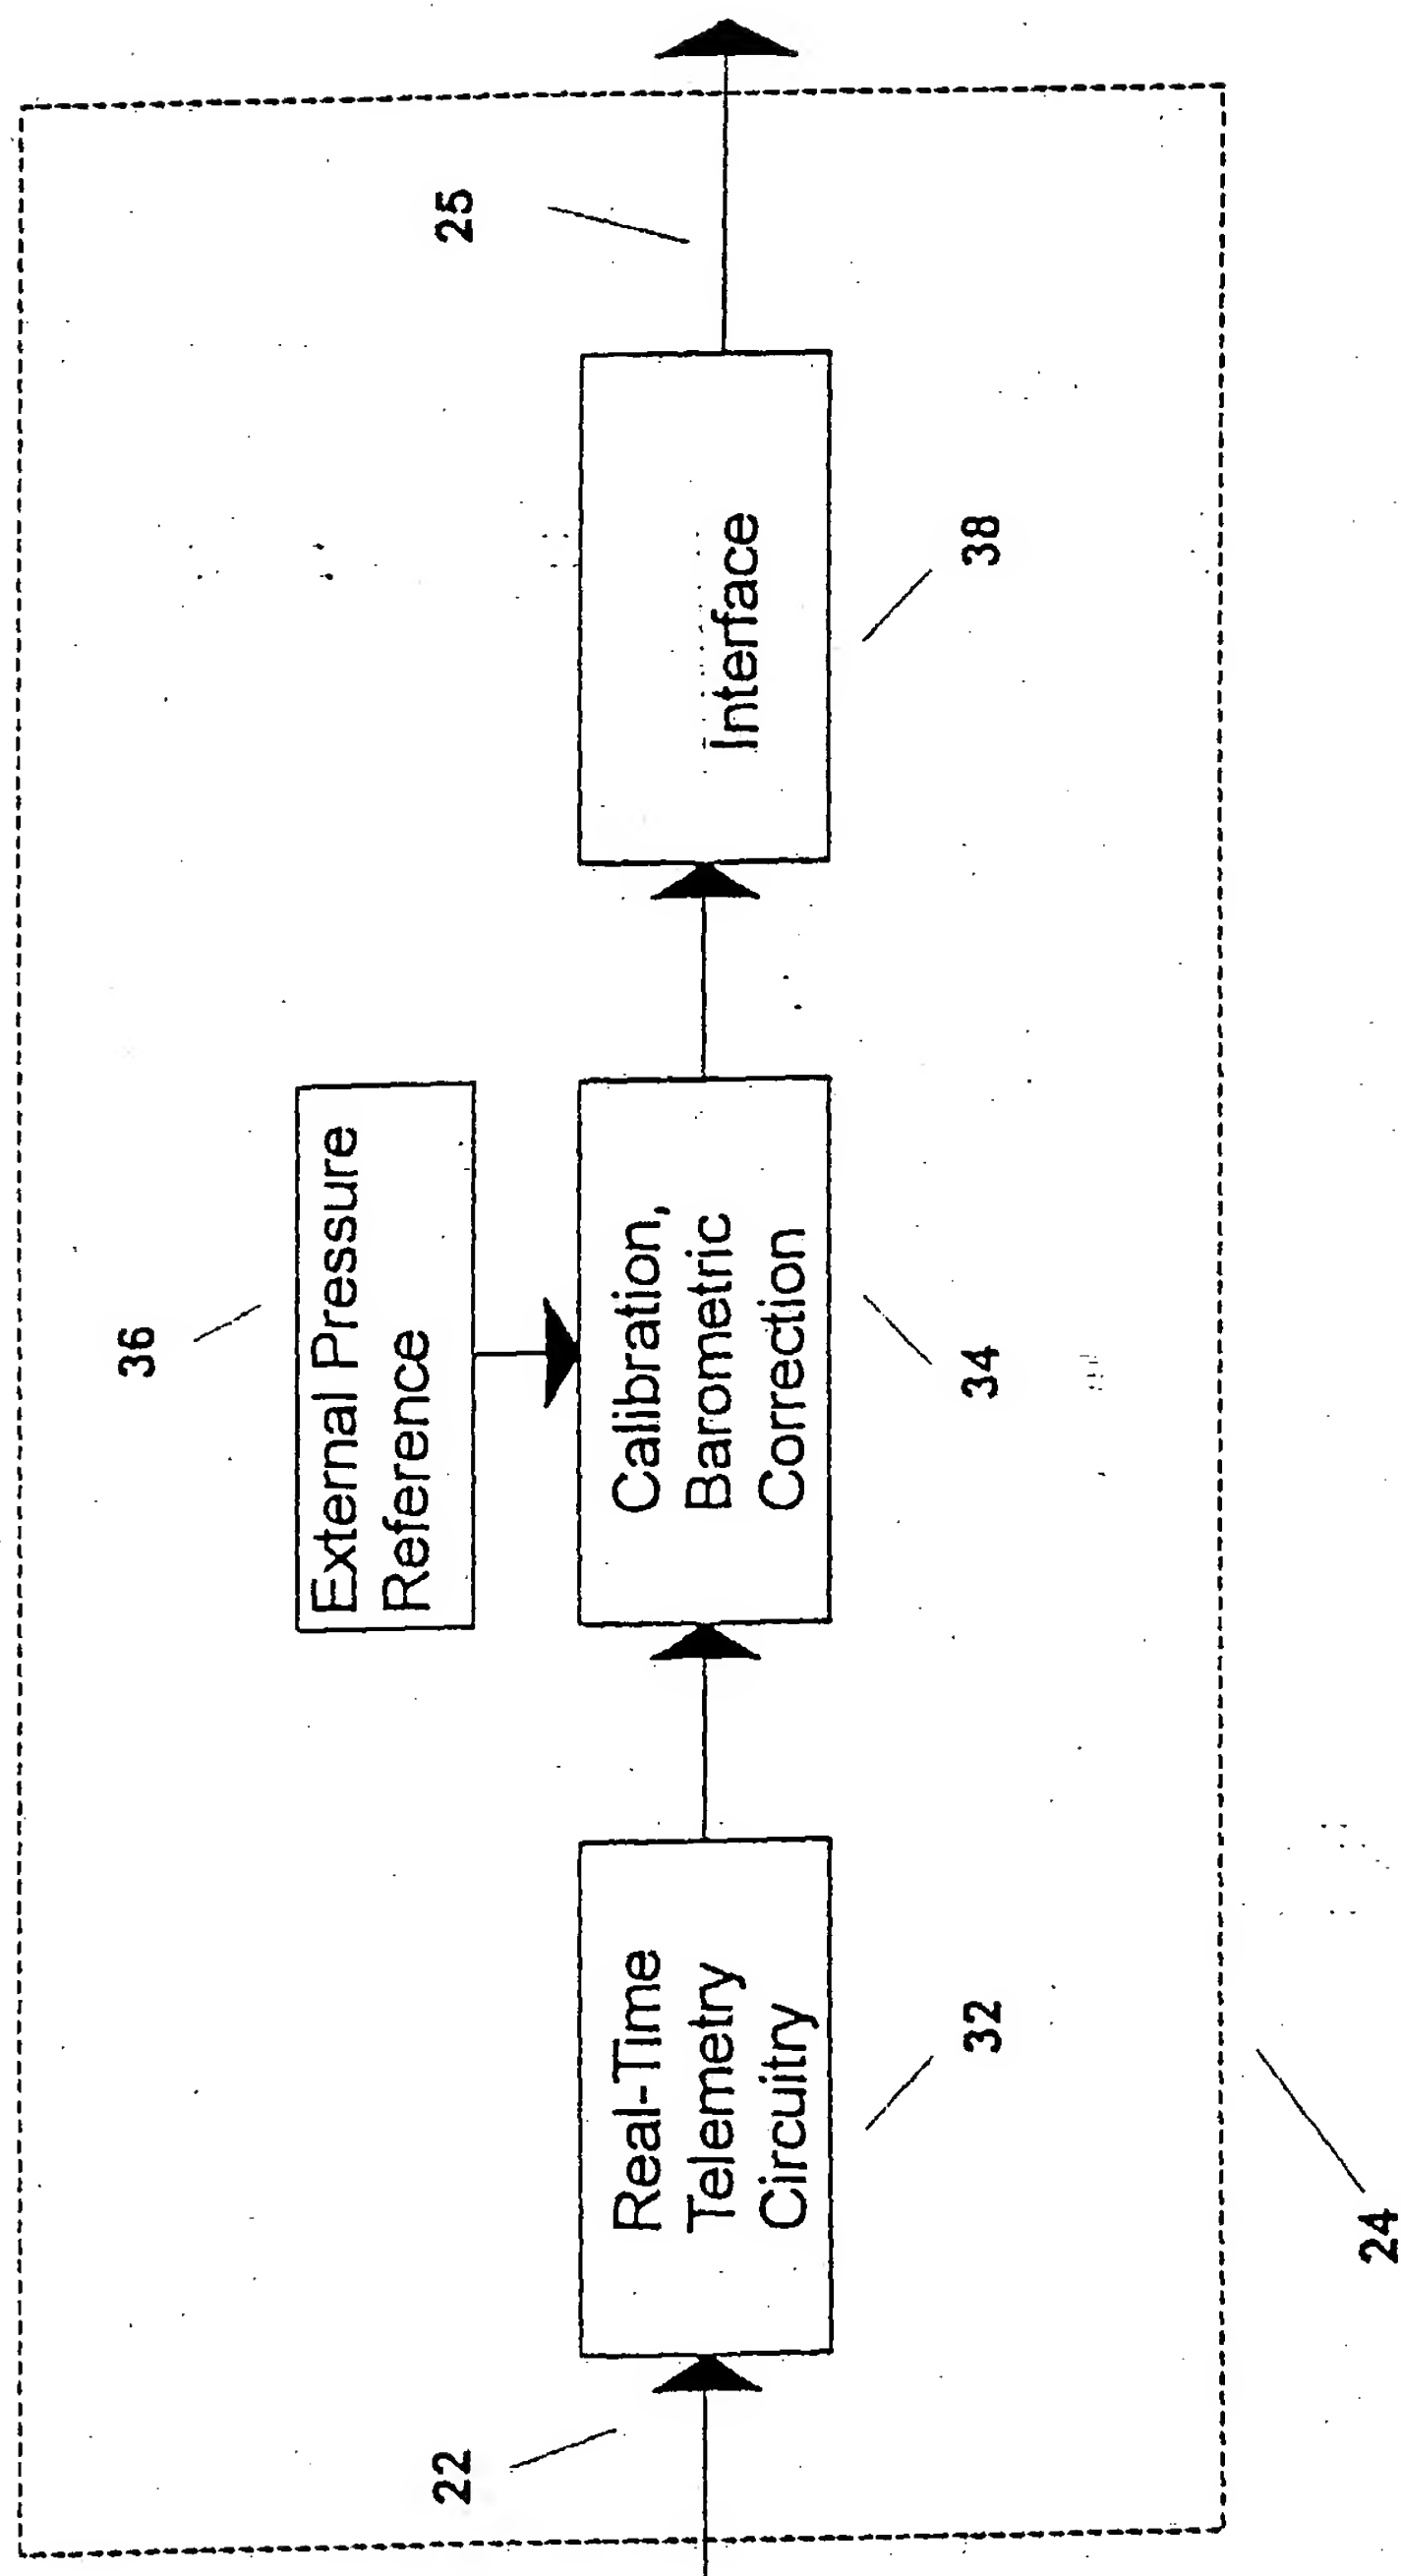 36
External Pressure
Reference
22
25
Real-Time
Telemetry
Circuitry
Calibration,
Barometric
Correction
Interface
32
34
38
24